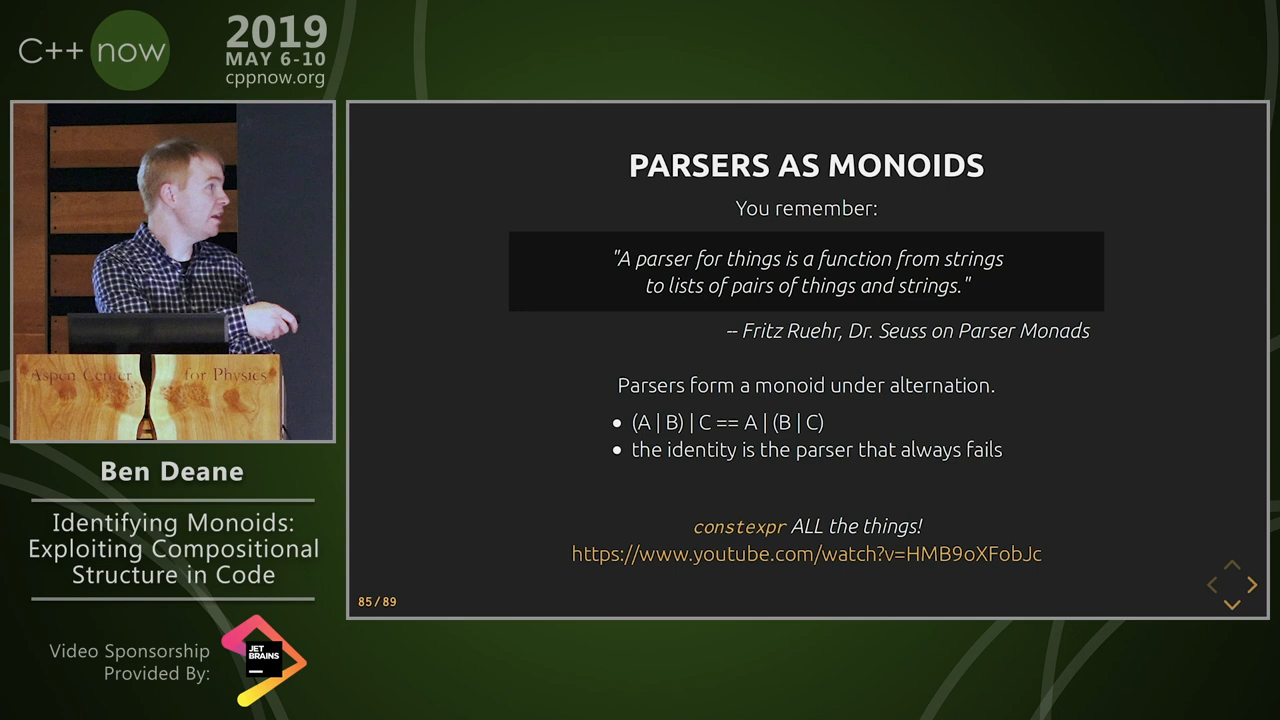 C++ now
2019
MAY 6-10
cppnow.org
Aspen Center for Physics
Ben Deane
Identifying Monoids:
Exploiting Compositional
Structure in Code
Video Sponsorship
Provided By:
JET
BRAINS
PARSERS AS MONOIDS
You remember:
"A parser for things is a function from strings
to lists of pairs of things and strings."
-- Fritz Ruehr, Dr. Seuss on Parser Monads
Parsers form a monoid under alternation.
• (A | B) | C == A | (B | C)
• the identity is the parser that always fails
constexpr ALL the things!
https://www.youtube.com/watch?v=HMB9oXFobJc
85/89